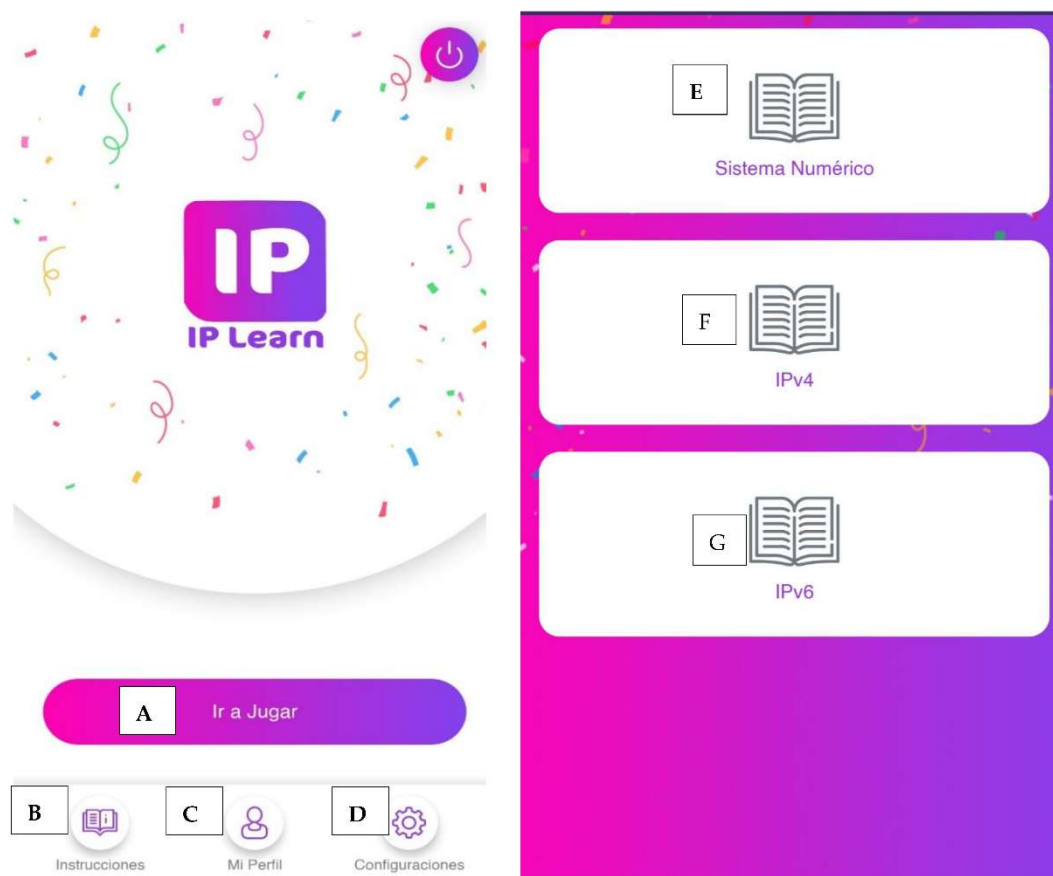 IP
IP Learn
A
Ir a Jugar
B
Instrucciones
C
Mi Perfil
D
Configuraciones
E
Sistema Numérico
F
IPv4
G
IPv6